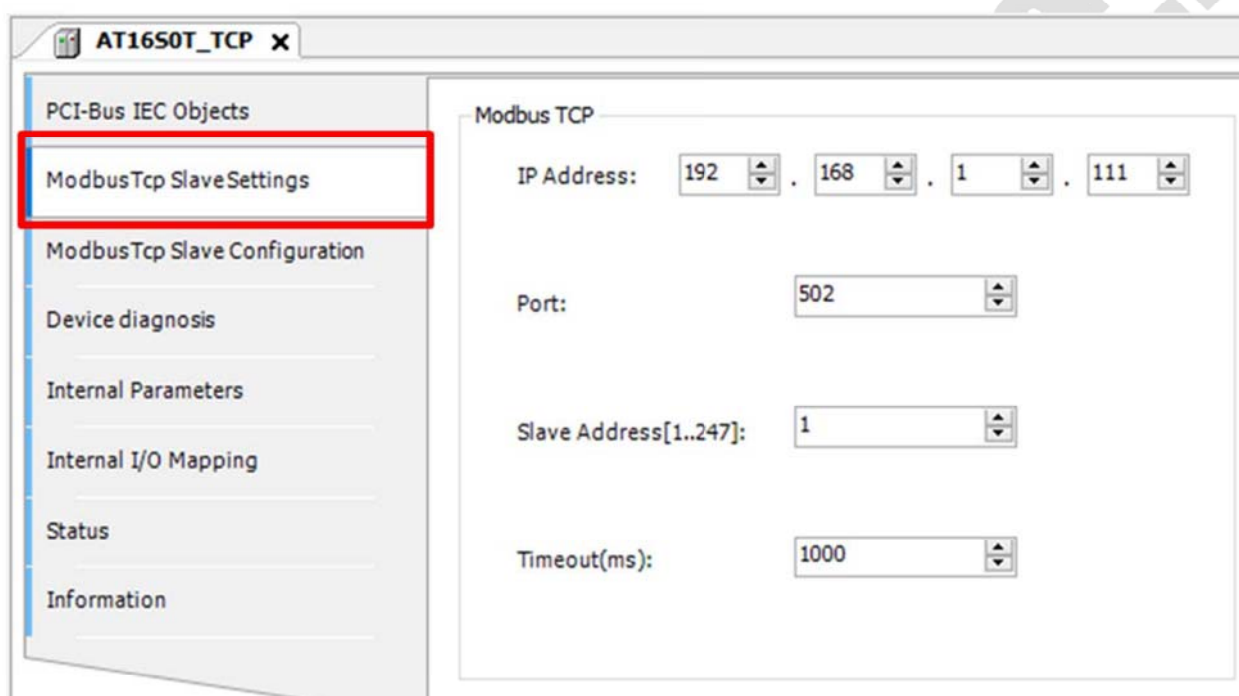 AT16S0T_TCP X
PCI-Bus IEC Objects
ModbusTcp SlaveSettings
ModbusTcp Slave Configuration
Device diagnosis
Internal Parameters
Internal I/O Mapping
Status
Information
Modbus TCP
IP Address: 192 . 168 . 1 . 111
Port: 502
Slave Address[1..247]: 1
Timeout(ms): 1000